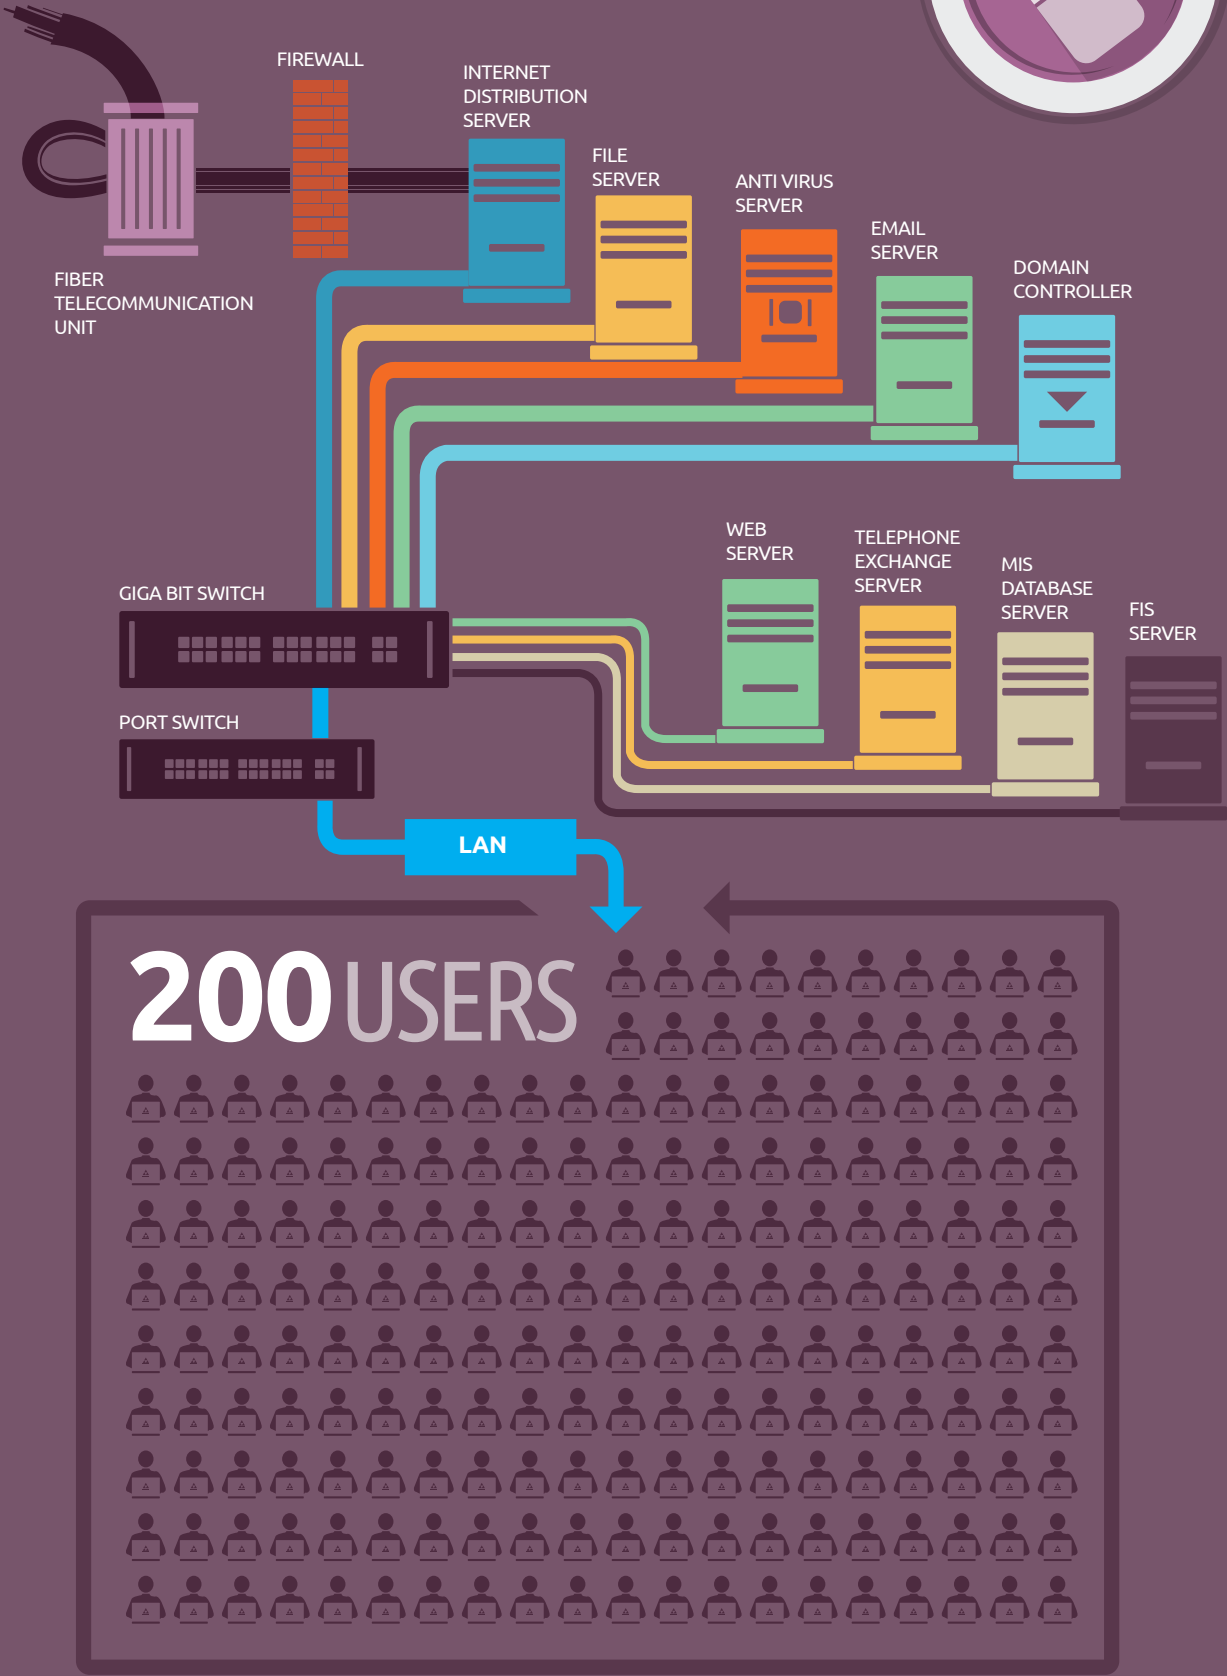 FIREWALL
INTERNET
DISTRIBUTION
SERVER
FILE
SERVER
ANTI VIRUS
SERVER
EMAIL
SERVER
DOMAIN
CONTROLLER
FIBER
TELECOMMUNICATION
UNIT
WEB
SERVER
TELEPHONE
EXCHANGE
SERVER
MIS
DATABASE
SERVER
FIS
SERVER
GIGA BIT SWITCH
PORT SWITCH
LAN
200 USERS